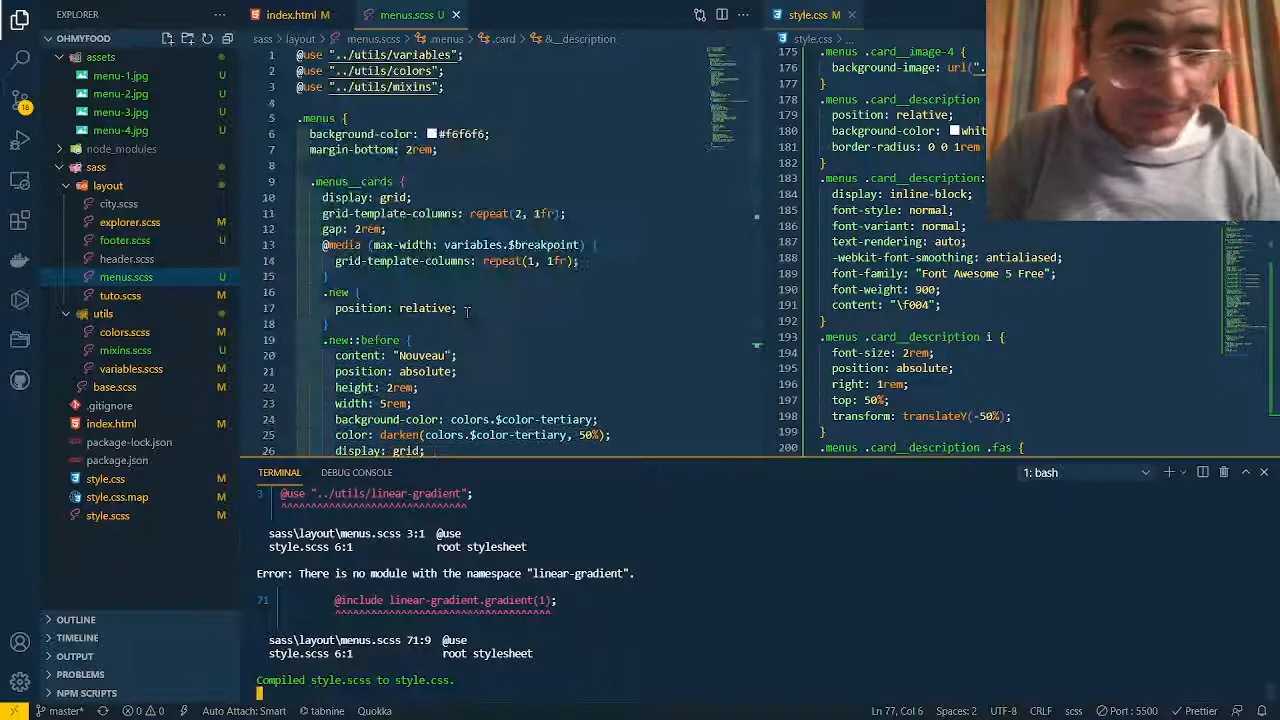 EXPLORER
OHMYFOOD
assets
menu-1.jpg U
menu-2.jpg U
menu-3.jpg U
menu-4.jpg U
node_modules
sass
layout
city.scss
explorer.scss M
footer.scss U
header.scss
menus.scss U
tuto.scss M
utils
colors.scss M
mixins.scss U
variables.scss M
base.scss M
.gitignore
index.html M
package-lock.json
package.json
style.css M
style.css.map M
style.scss M
OUTLINE
TIMELINE
OUTPUT
PROBLEMS
NPM SCRIPTS
18
index.html M
menus.scss U
sass > layout > menus.scss > .menus > .card > &__description
1 @use "../utils/variables";
2 @use "../utils/colors";
3 @use "../utils/mixins";
4
5 .menus {
6 background-color: #f6f6f6;
7 margin-bottom: 2rem;
8
9 .menus__cards {
10 display: grid;
11 grid-template-columns: repeat(2, 1fr);
12 gap: 2rem;
13 @media (max-width: variables.$breakpoint) {
14 grid-template-columns: repeat(1, 1fr);
15 }
16 .new {
17 position: relative;
18 }
19 .new::before {
20 content: "Nouveau";
21 position: absolute;
22 height: 2rem;
23 width: 5rem;
24 background-color: colors.$color-tertiary;
25 color: darken(colors.$color-tertiary, 50%);
26 display: grid;
style.css M
style.css > ...
175 .menus .card__image-4 {
176 background-image: url("
177 }
178 .menus .card__description
179 position: relative;
180 background-color: whit
181 border-radius: 0 0 1rem
182 }
183 .menus .card__description:
184 display: inline-block;
185 font-style: normal;
186 font-variant: normal;
187 text-rendering: auto;
188 -webkit-font-smoothing: antialiased;
189 font-family: "Font Awesome 5 Free";
190 font-weight: 900;
191 content: "\f004";
192 }
193 .menus .card__description i {
194 font-size: 2rem;
195 position: absolute;
196 right: 1rem;
197 top: 50%;
198 transform: translateY(-50%);
199 }
200 .menus .card__description .fas {
TERMINAL DEBUG CONSOLE 1: bash
3 @use "../utils/linear-gradient";
^^^^^^^^^^^^^^^^^^^^^^^^^^^^^^^
sass\layout\menus.scss 3:1 @use
style.scss 6:1 root stylesheet
Error: There is no module with the namespace "linear-gradient".
71 @include linear-gradient.gradient(1);
^^^^^^^^^^^^^^^^^^^^^^^^^^^^^^^^^^^^
sass\layout\menus.scss 71:9 @use
style.scss 6:1 root stylesheet
Compiled style.scss to style.css.
master* 0 0 Auto Attach: Smart tabnine Quokka Ln 77, Col 6 Spaces: 2 UTF-8 CRLF scss Port : 5500 Prettier